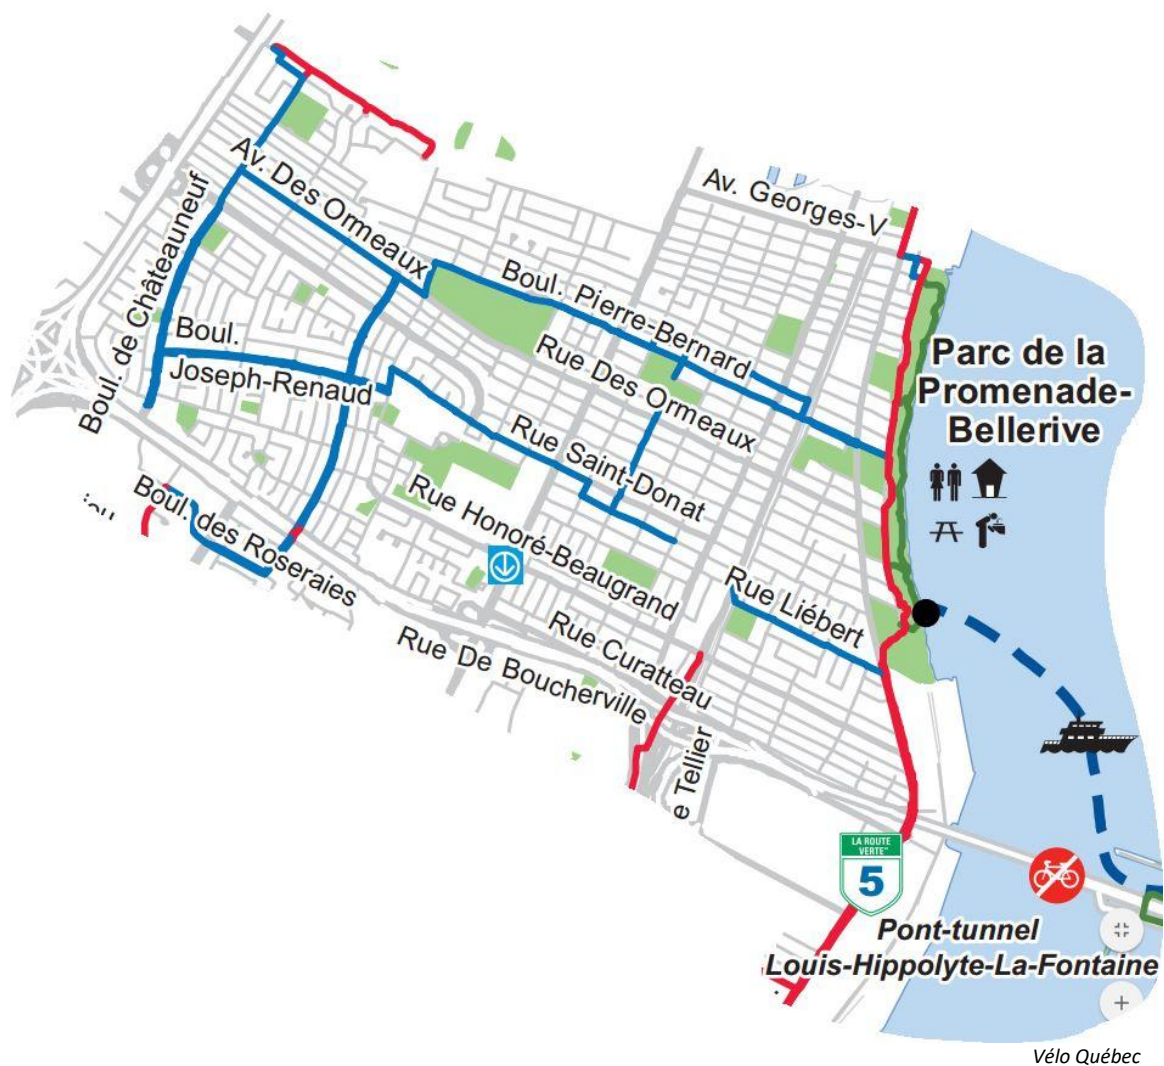 Av. Georges-V
Av. Des Ormeaux
Boul. de Châteauneuf
Boul. Pierre-Bernard
Boul.
Joseph-Renaud
Rue Des Ormeaux
Parc de la
Promenade-
Bellerive
Rue Saint-Donat
Boul. des Roseraies
Rue Honoré-Beaugrand
Rue Liébert
Rue Curatteau
Rue De Boucherville
e Tellier
LA ROUTE
VERTE
5
Pont-tunnel
Louis-Hippolyte-La-Fontaine
Vélo Québec